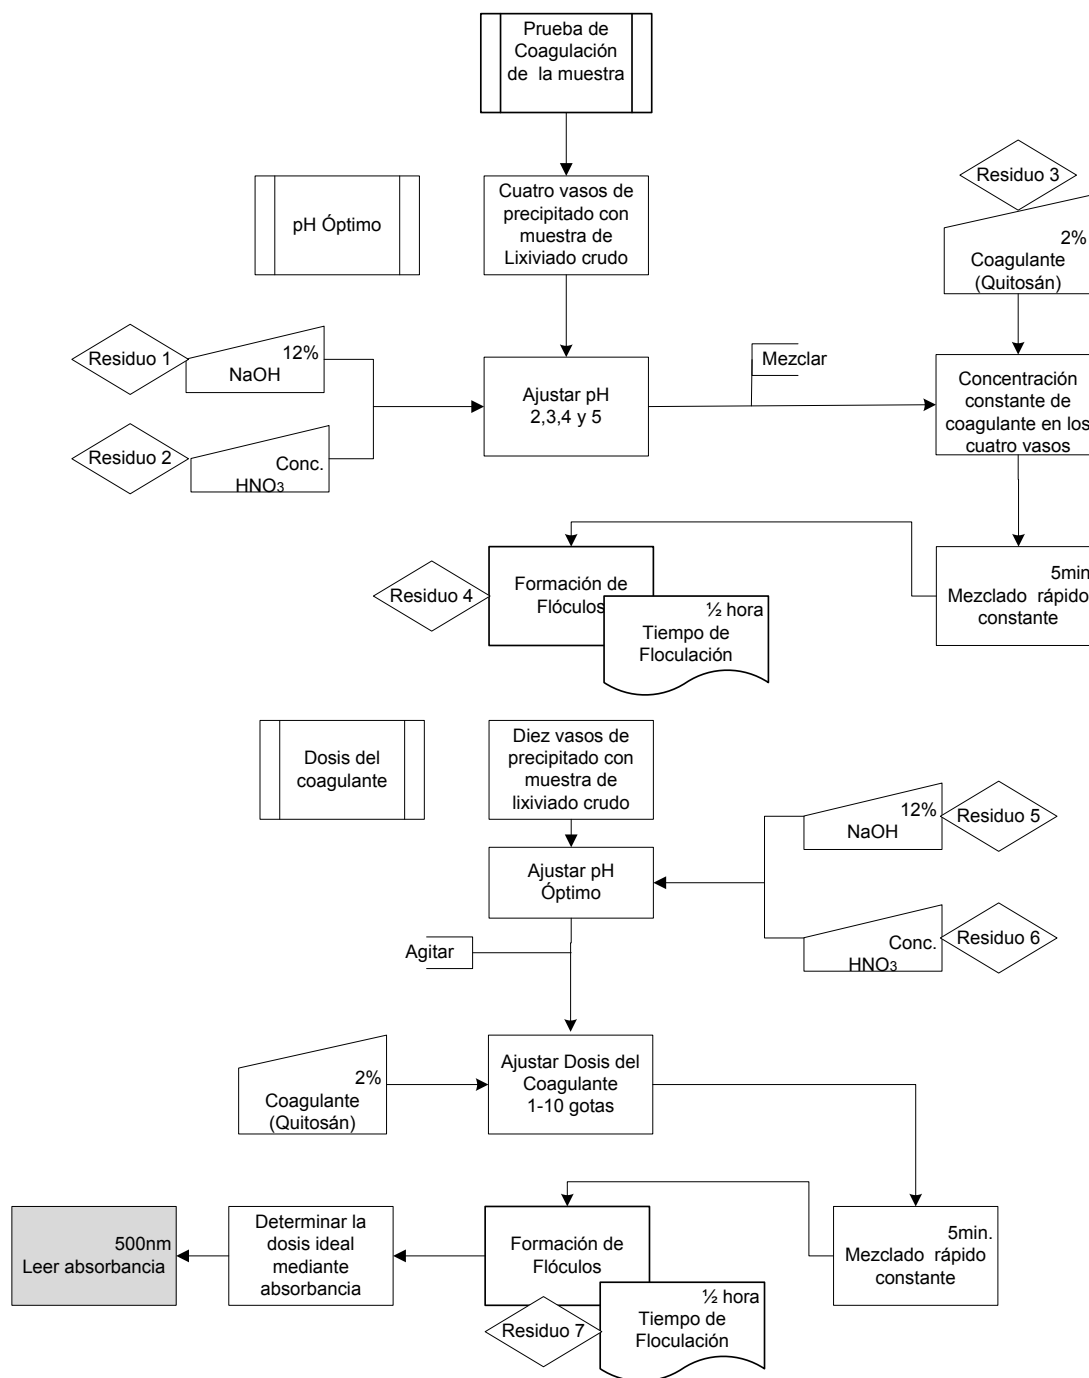 Prueba de
Coagulación
de la muestra
pH Óptimo
Cuatro vasos de
precipitado con
muestra de
Lixiviado crudo
Residuo 3
2%
Coagulante
(Quitosán)
Residuo 1
12%
NaOH
Residuo 2
Conc.
HNO3
Ajustar pH
2,3,4 y 5
Mezclar
Concentración
constante de
coagulante en los
cuatro vasos
5min
Mezclado rápido
constante
Residuo 4
Formación de
Flóculos
½ hora
Tiempo de
Floculación
Dosis del
coagulante
Diez vasos de
precipitado con
muestra de
lixiviado crudo
12%
NaOH
Residuo 5
Ajustar pH
Óptimo
Conc.
HNO3
Residuo 6
Agitar
2%
Coagulante
(Quitosán)
Ajustar Dosis del
Coagulante
1-10 gotas
5min.
Mezclado rápido
constante
Formación de
Flóculos
½ hora
Tiempo de
Floculación
Residuo 7
Determinar la
dosis ideal
mediante
absorbancia
500nm
Leer absorbancia